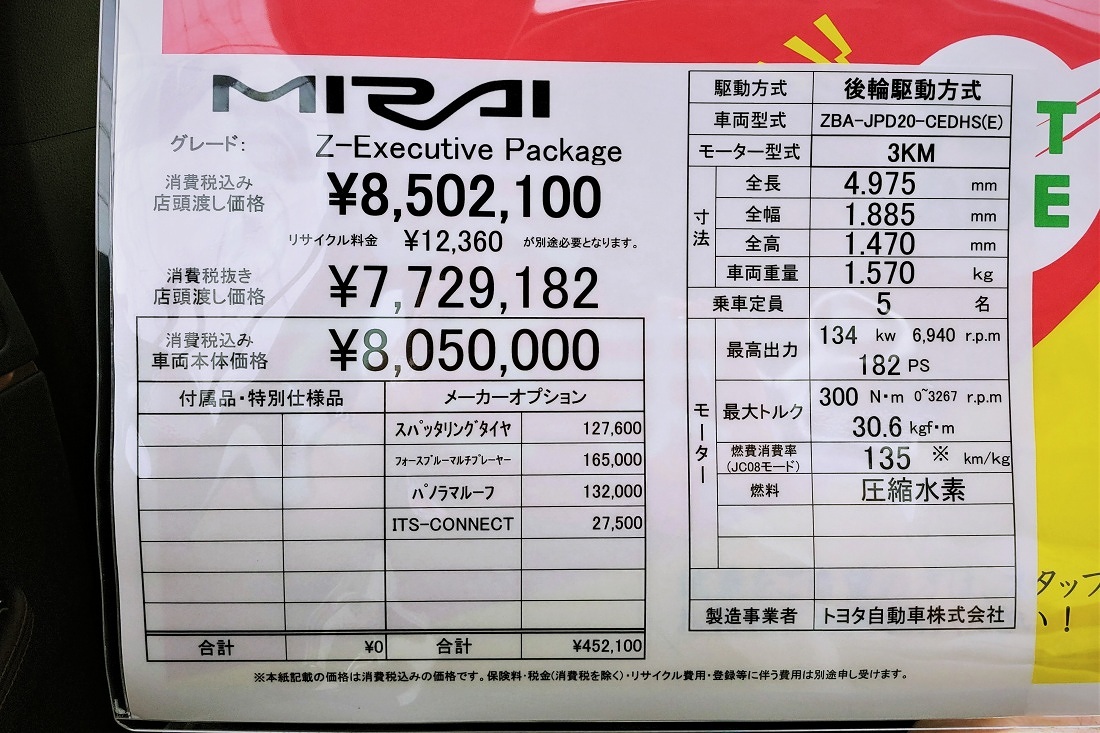 MIRAI
グレード: Z-Executive Package
消費税込み
店頭渡し価格 ¥8,502,100
リサイクル料金 ¥12,360 が別途必要となります。
消費税抜き
店頭渡し価格 ¥7,729,182
消費税込み
車両本体価格 ¥8,050,000
付属品・特別仕様品 メーカーオプション
スパッタリングタイヤ 127,600
フォースブルーマルチプレーヤー 165,000
パノラマルーフ 132,000
ITS-CONNECT 27,500
合計 ¥0 合計 ¥452,100
駆動方式 後輪駆動方式
車両型式 ZBA-JPD20-CEDHS(E)
モーター型式 3KM
寸法
全長 4.975 mm
全幅 1.885 mm
全高 1.470 mm
車両重量 1.570 kg
乗車定員 5 名
モーター
最高出力 134 kw 6,940 r.p.m
182 PS
最大トルク 300 N・m 0~3267 r.p.m
30.6 kgf・m
燃費消費率
(JC08モード) 135 ※ km/kg
燃料 圧縮水素
製造事業者 トヨタ自動車株式会社
※本紙記載の価格は消費税込みの価格です。保険料・税金(消費税を除く)・リサイクル費用・登録等に伴う費用は別途申し受けます。
T
E
タッフ
い!